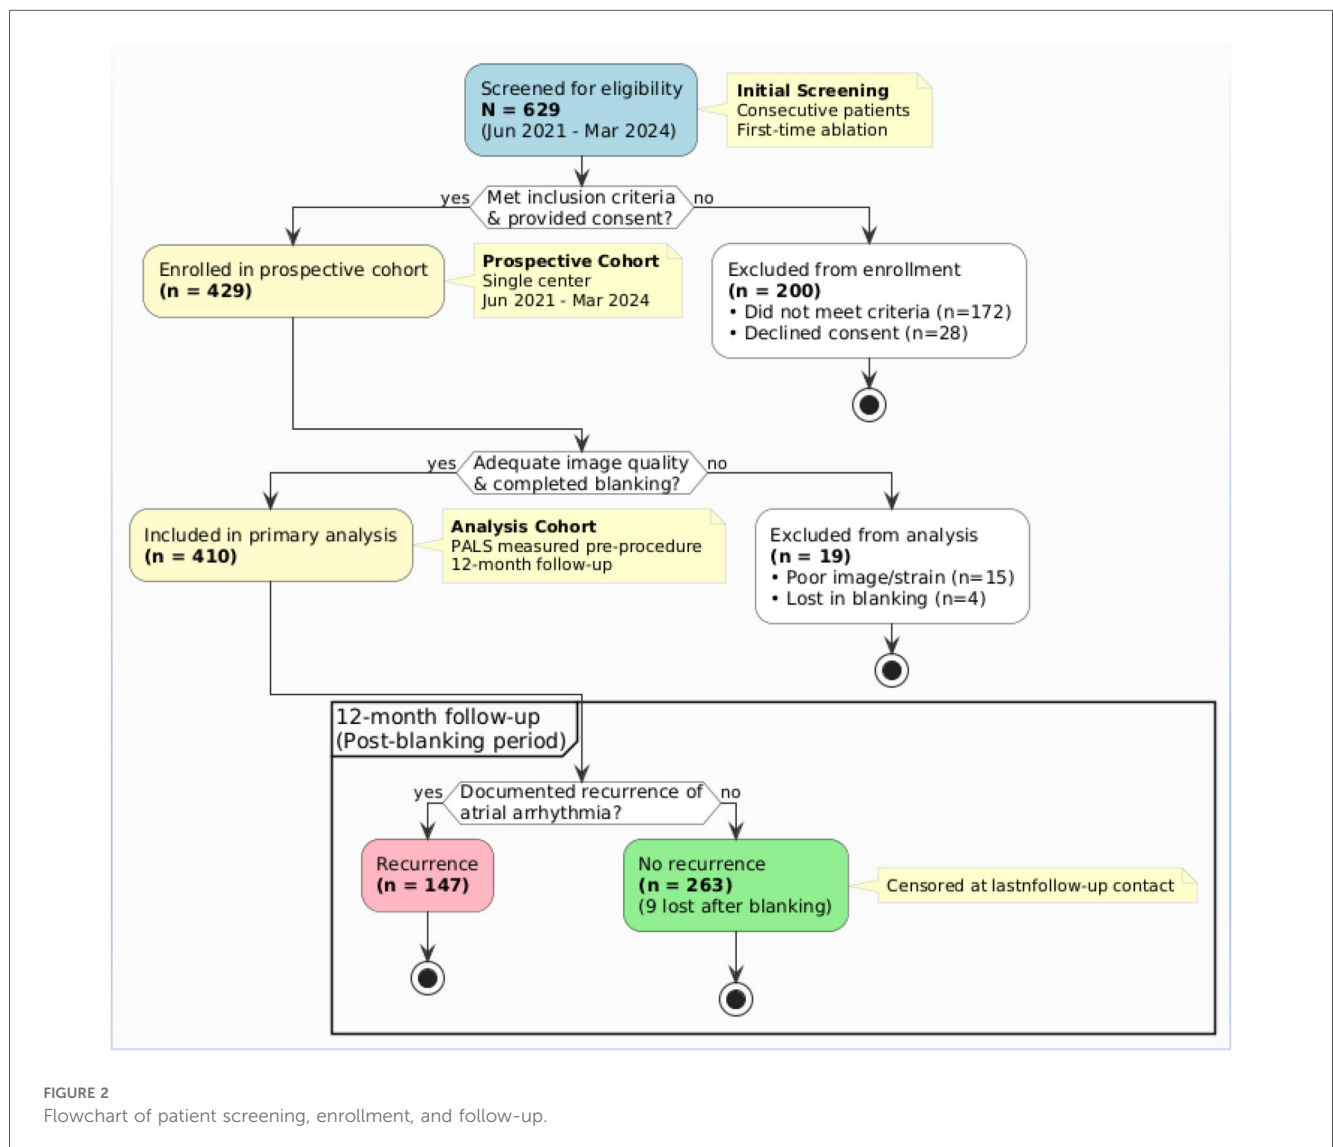 Screened for eligibility
N = 629
(Jun 2021 - Mar 2024)
Initial Screening
Consecutive patients
First-time ablation
yes
Met inclusion criteria
& provided consent?
no
Enrolled in prospective cohort
(n = 429)
Prospective Cohort
Single center
Jun 2021 - Mar 2024
Excluded from enrollment
(n = 200)
• Did not meet criteria (n=172)
• Declined consent (n=28)
yes
Adequate image quality
& completed blanking?
no
Included in primary analysis
(n = 410)
Analysis Cohort
PALS measured pre-procedure
12-month follow-up
Excluded from analysis
(n = 19)
• Poor image/strain (n=15)
• Lost in blanking (n=4)
12-month follow-up
(Post-blanking period)
yes
Documented recurrence of
atrial arrhythmia?
no
Recurrence
(n = 147)
No recurrence
(n = 263)
(9 lost after blanking)
Censored at lastnfollow-up contact
FIGURE 2
Flowchart of patient screening, enrollment, and follow-up.